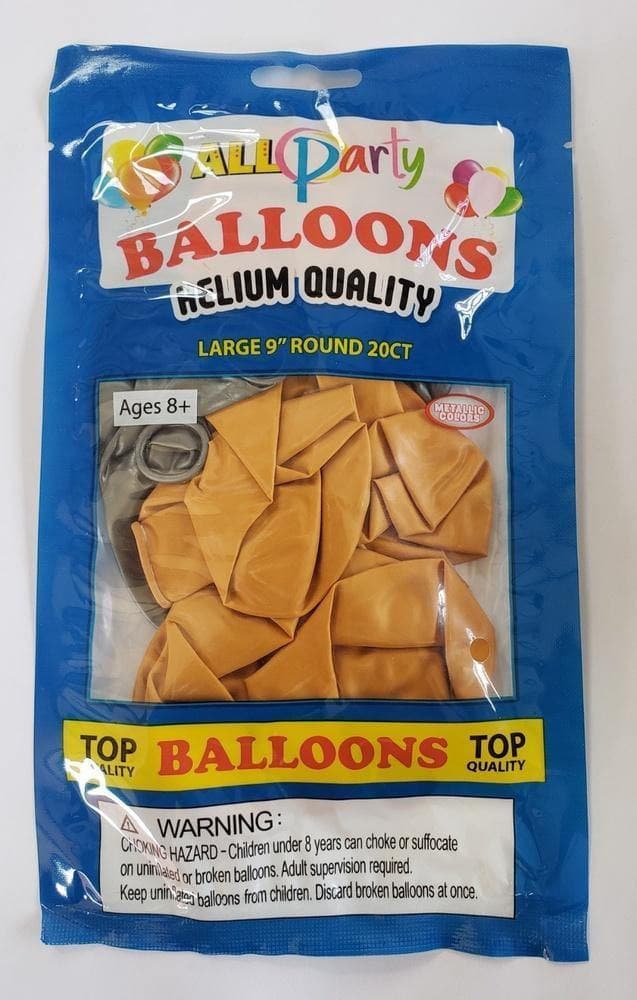 ALL Party
BALLOONS
HELIUM QUALITY
LARGE 9" ROUND 20CT
Ages 8+
METALLIC
COLORS
TOP
QUALITY
BALLOONS
TOP
QUALITY
WARNING:
CHOKING HAZARD - Children under 8 years can choke or suffocate
on uninflated or broken balloons. Adult supervision required.
Keep uninflated balloons from children. Discard broken balloons at once.